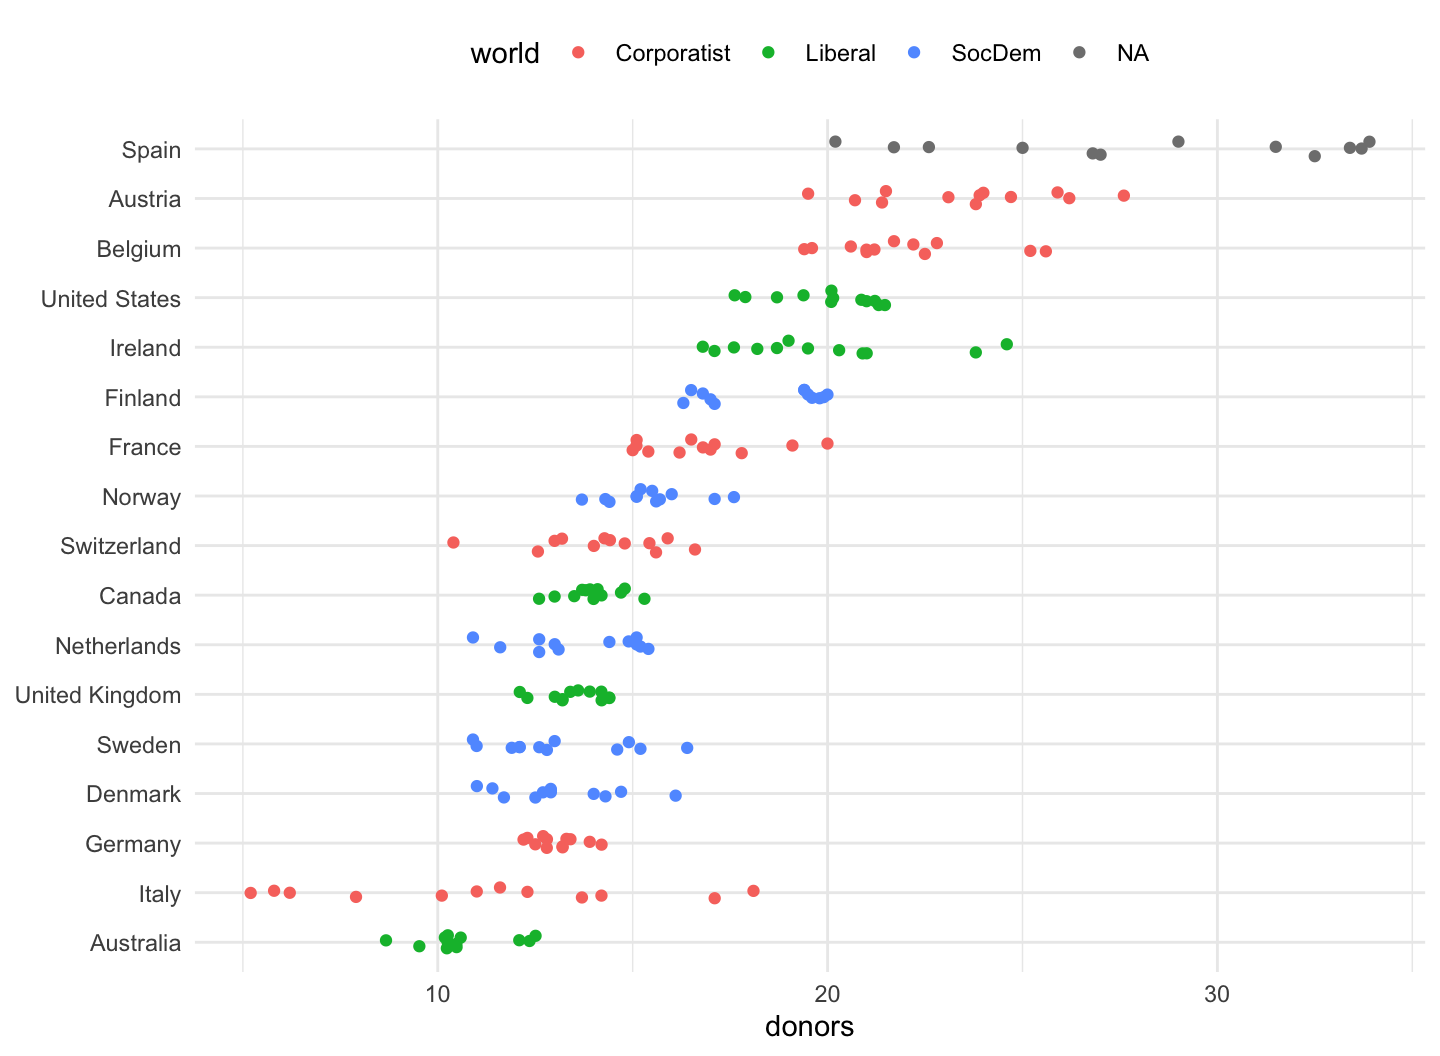 world Corporatist Liberal SocDem NA
Spain
Austria
Belgium
United States
Ireland
Finland
France
Norway
Switzerland
Canada
Netherlands
United Kingdom
Sweden
Denmark
Germany
Italy
Australia
10 20 30
donors